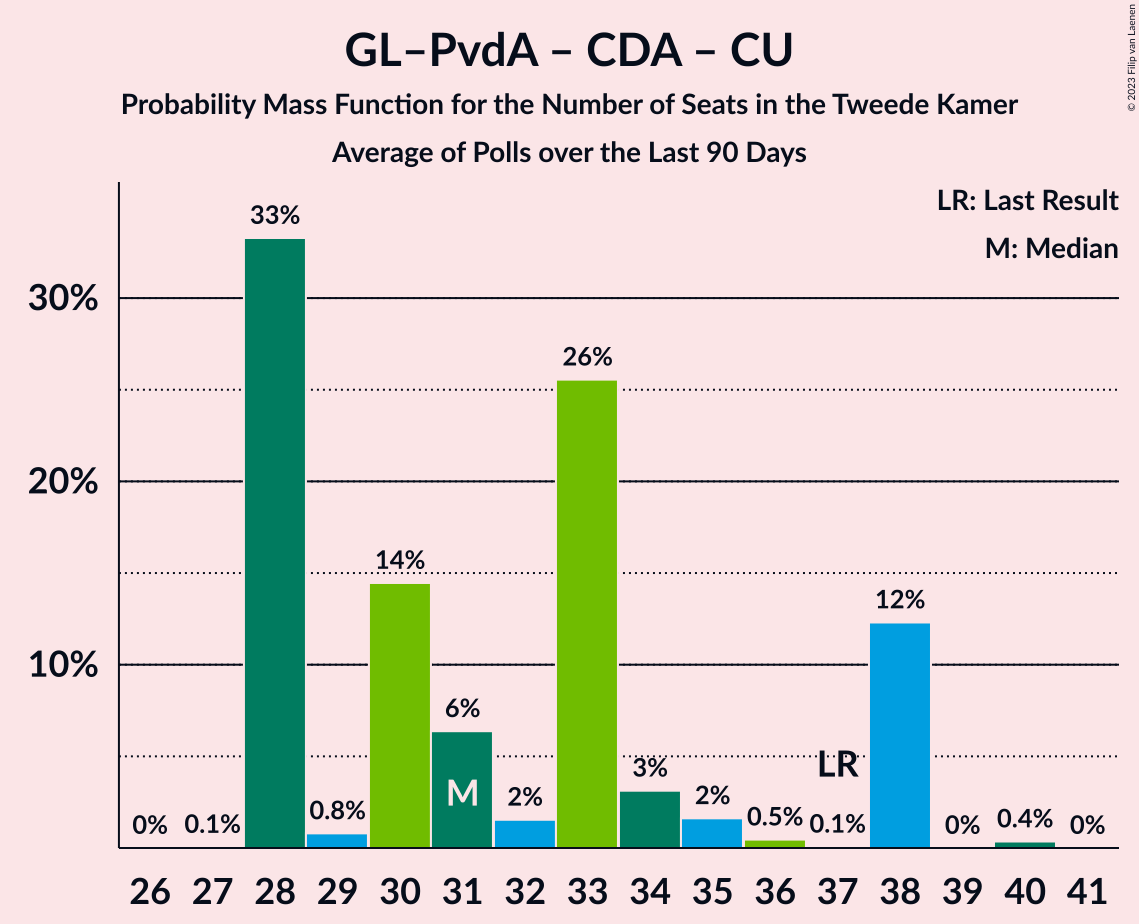 GL–PvdA – CDA – CU
Probability Mass Function for the Number of Seats in the Tweede Kamer
Average of Polls over the Last 90 Days
© 2023 Filip van Laenen
LR: Last Result
M: Median
30%
20%
10%
0%
0.1%
33%
0.8%
14%
6%
2%
26%
3%
2%
0.5%
0.1%
12%
0%
0.4%
0%
M
LR
26 27 28 29 30 31 32 33 34 35 36 37 38 39 40 41